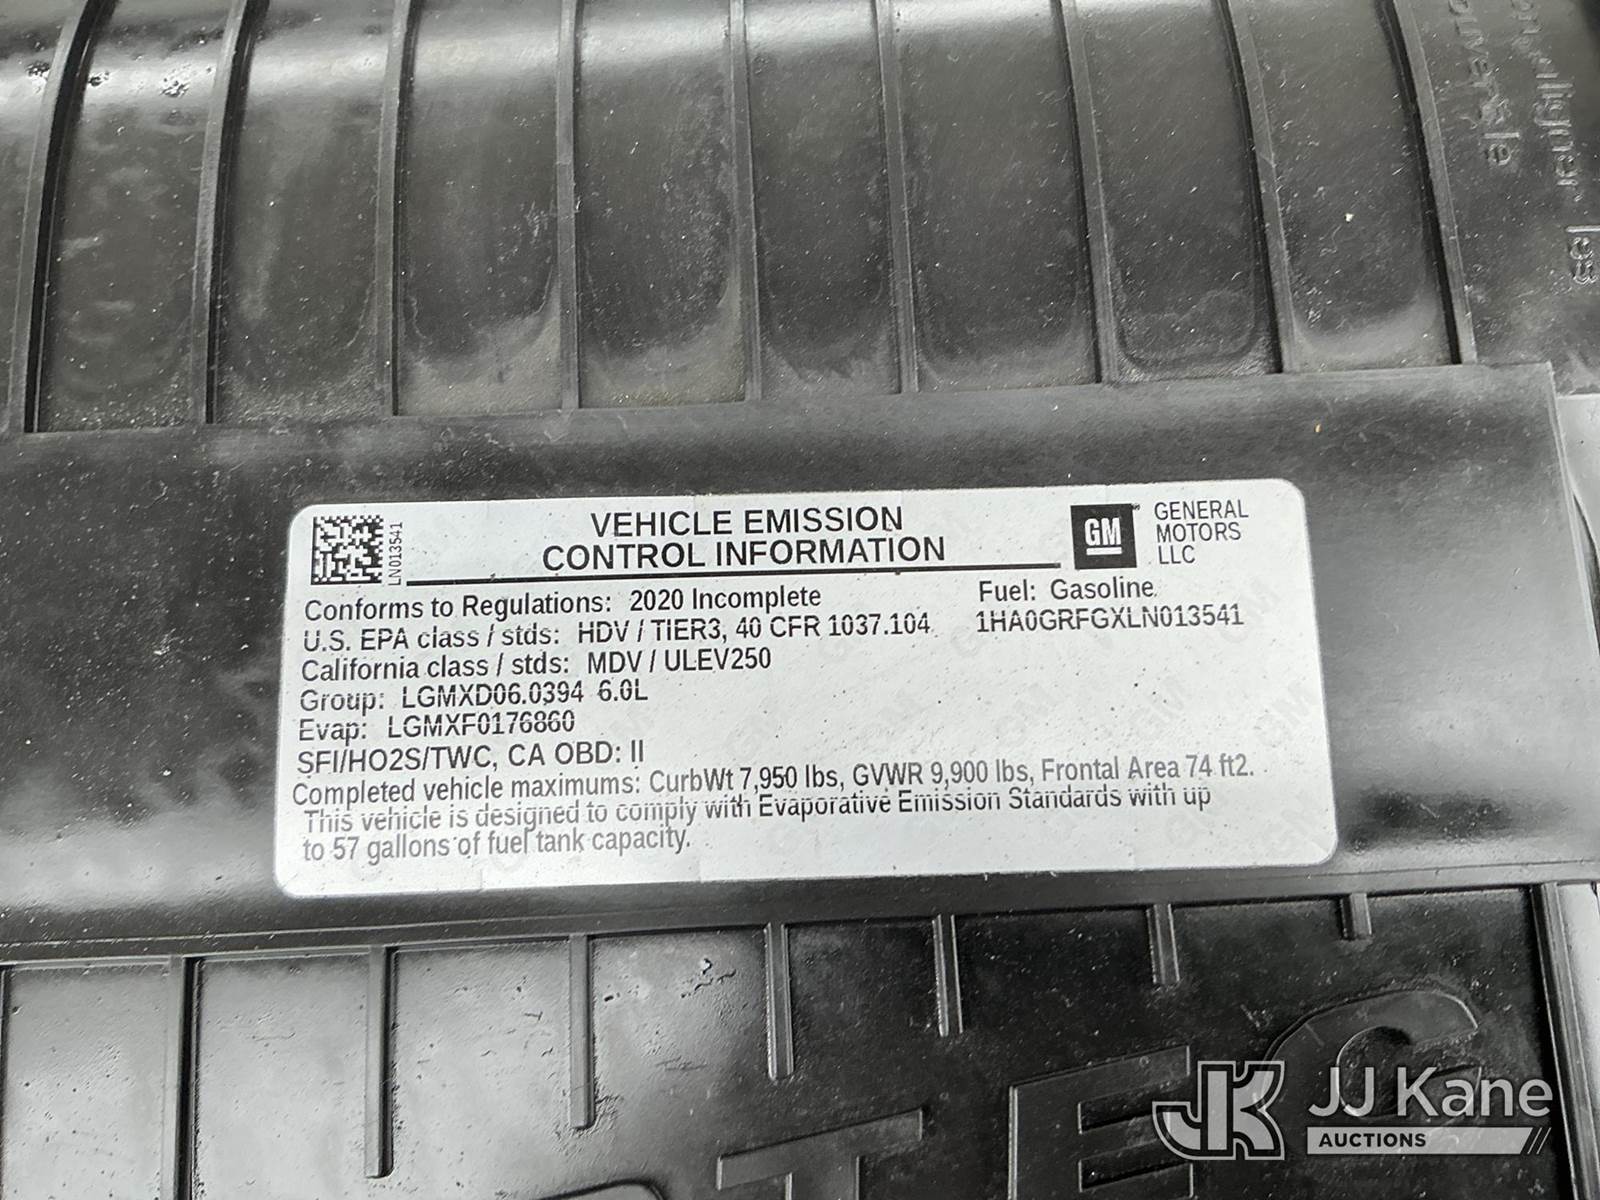 VEHICLE EMISSION
CONTROL INFORMATION
LN013541
GM
GENERAL
MOTORS
LLC
Conforms to Regulations: 2020 Incomplete
Fuel: Gasoline
U.S. EPA class / stds: HDV / TIER3, 40 CFR 1037.104
1HA0GRFGXLN013541
California class / stds: MDV / ULEV250
Group: LGMXD06.0394 6.0L
Evap: LGMXF0176860
SFI/HO2S/TWC, CA OBD: II
Completed vehicle maximums: CurbWt 7,950 lbs, GVWR 9,900 lbs, Frontal Area 74 ft2.
This vehicle is designed to comply with Evaporative Emission Standards with up
to 57 gallons of fuel tank capacity.
JK
JJ Kane
AUCTIONS